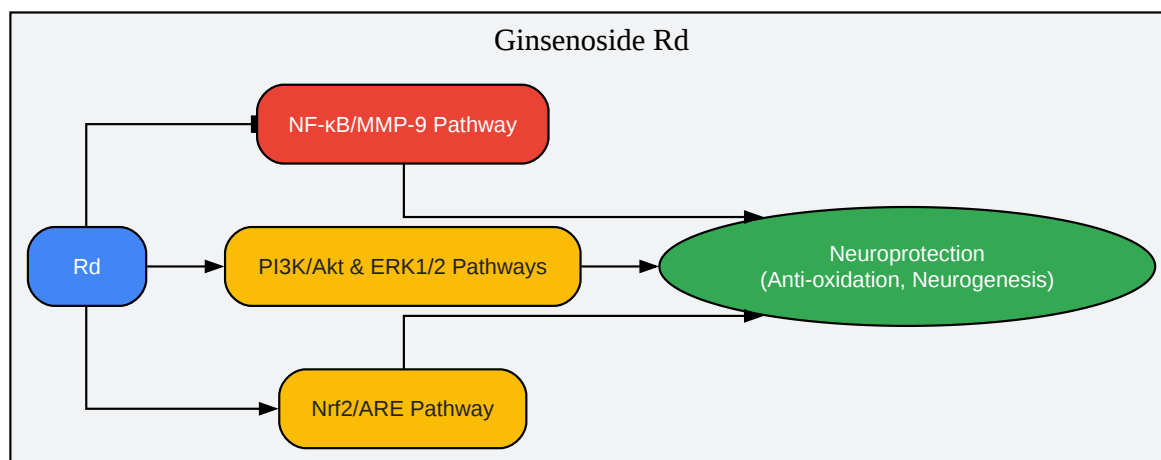 Ginsenoside Rd
NF-κB/MMP-9 Pathway
Rd
PI3K/Akt & ERK1/2 Pathways
Neuroprotection
(Anti-oxidation, Neurogenesis)
Nrf2/ARE Pathway